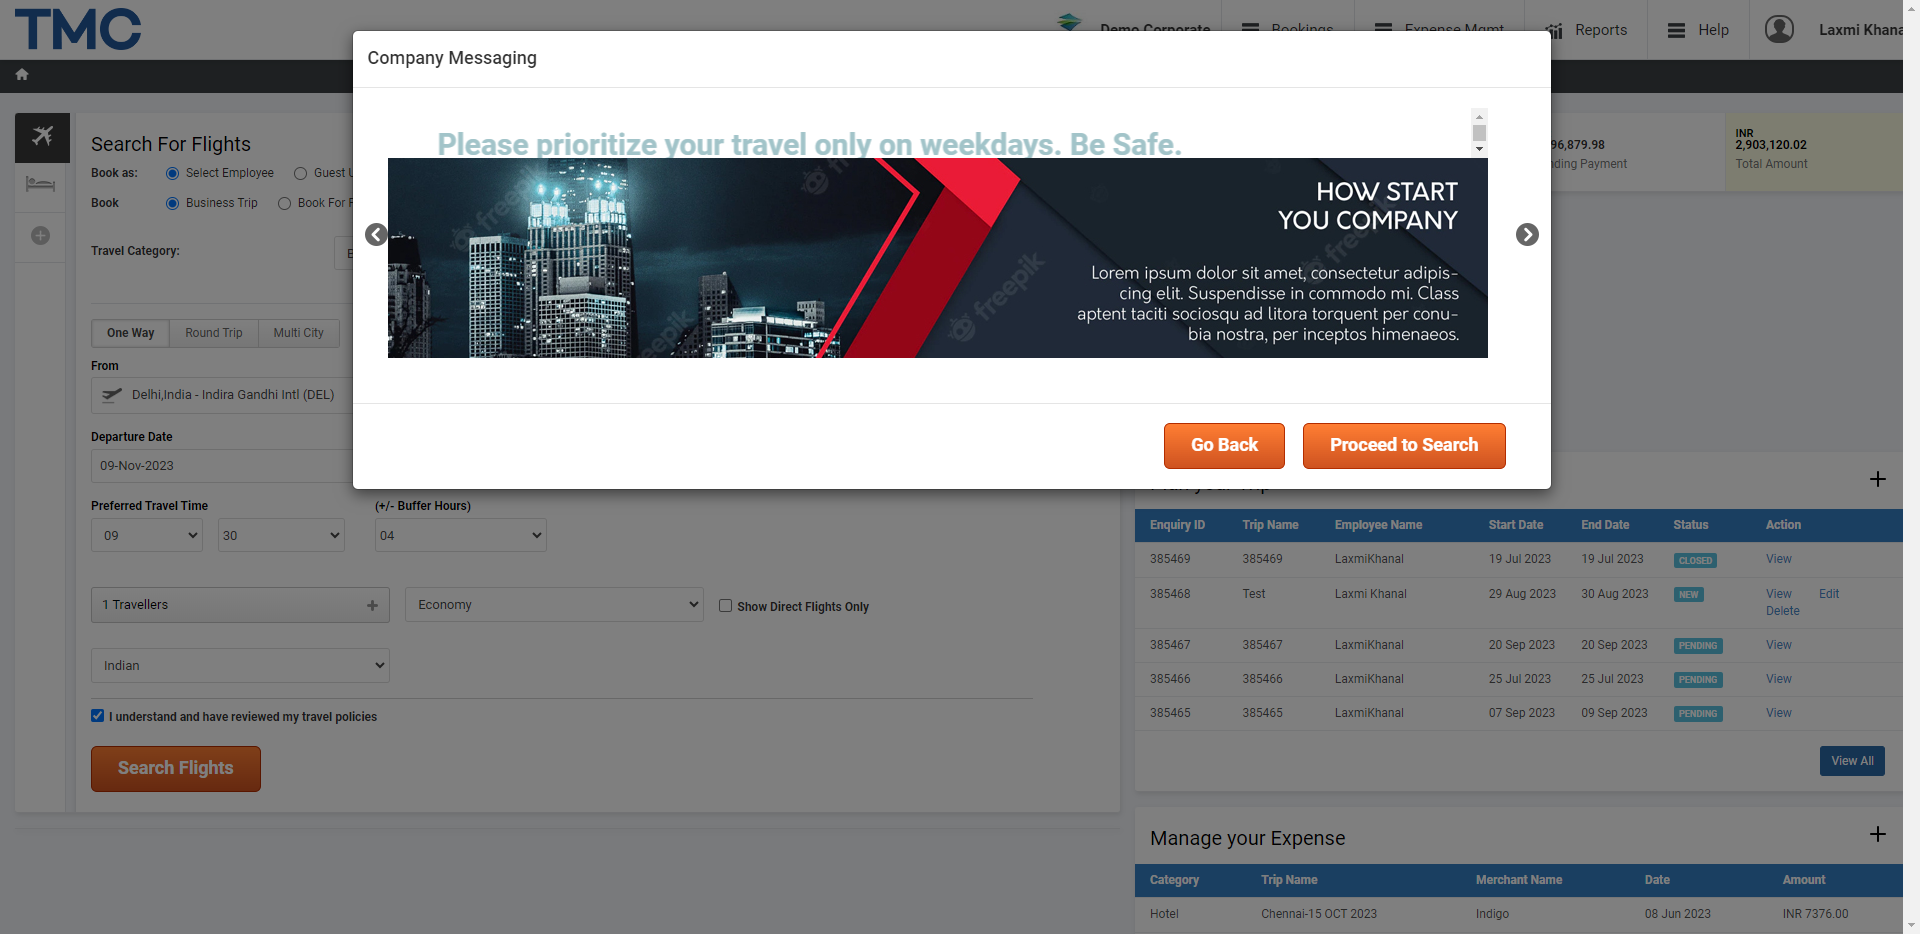 TMC
Demo Corporate
Bookings
Expense Mgmt
Reports
Help
Laxmi Khana
Company Messaging
Please prioritize your travel only on weekdays. Be Safe.
HOW START
YOU COMPANY
Lorem ipsum dolor sit amet, consectetur adipis-
cing elit. Suspendisse in commodo mi. Class
aptent taciti sociosqu ad litora torquent per conu-
bia nostra, per inceptos himenaeos.
freepik
freepik
freepik
freepik
Go Back
Proceed to Search
Search For Flights
Book as:
Select Employee
Guest
Book
Business Trip
Book For
Travel Category:
One Way
Round Trip
Multi City
From
Delhi,India - Indira Gandhi Intl (DEL)
Departure Date
09-Nov-2023
Preferred Travel Time
(+/- Buffer Hours)
09
30
04
1 Travellers
Economy
Show Direct Flights Only
Indian
I understand and have reviewed my travel policies
Search Flights
96,879.98
nding Payment
INR
2,903,120.02
Total Amount
Enquiry ID Trip Name Employee Name Start Date End Date Status Action
385469 385469 LaxmiKhanal 19 Jul 2023 19 Jul 2023 CLOSED View
385468 Test Laxmi Khanal 29 Aug 2023 30 Aug 2023 NEW View Edit
Delete
385467 385467 LaxmiKhanal 20 Sep 2023 20 Sep 2023 PENDING View
385466 385466 LaxmiKhanal 25 Jul 2023 25 Jul 2023 PENDING View
385465 385465 LaxmiKhanal 07 Sep 2023 09 Sep 2023 PENDING View
View All
Manage your Expense
Category Trip Name Merchant Name Date Amount
Hotel Chennai-15 OCT 2023 Indigo 08 Jun 2023 INR 7376.00